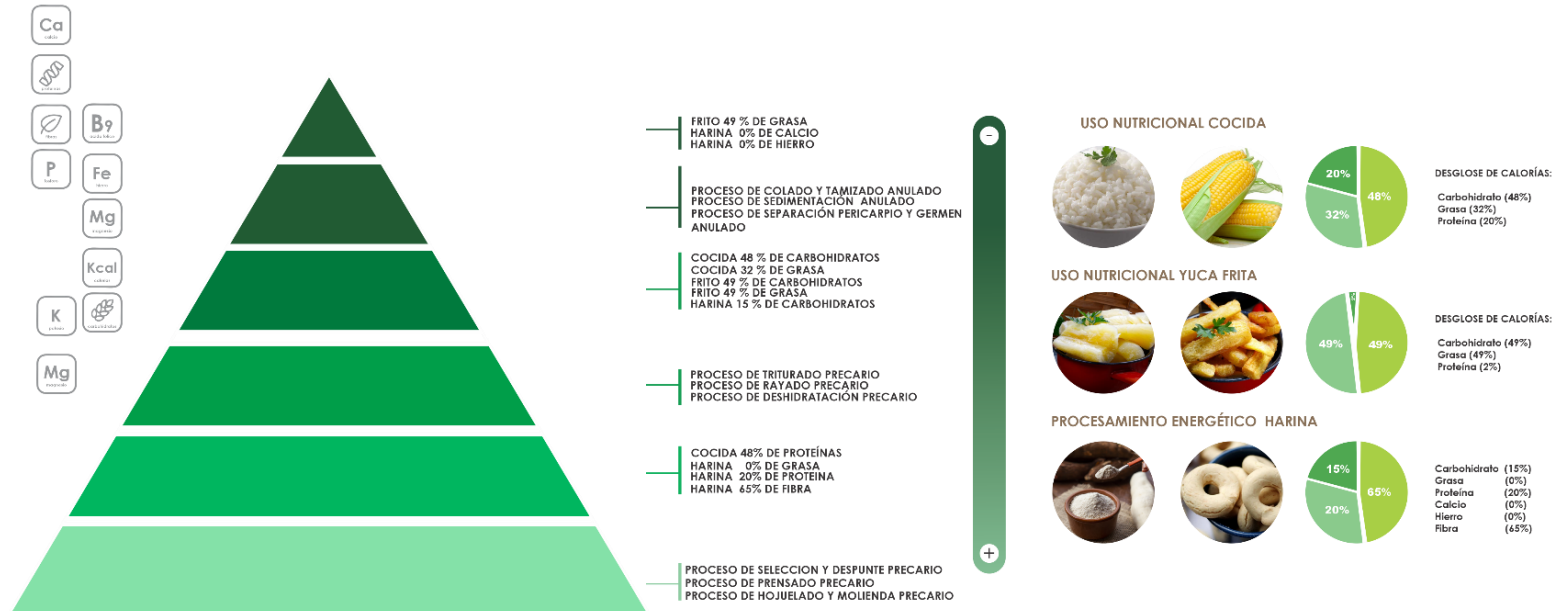 Ca
B9
P
Fe
Mg
Kcal
K
Mg
FRITO 49 % DE GRASA
HARINA 0% DE CALCIO
HARINA 0% DE HIERRO
PROCESO DE COLADO Y TAMIZADO ANULADO
PROCESO DE SEDIMENTACIÓN ANULADO
PROCESO DE SEPARACIÓN PERICARPIO Y GERMEN
ANULADO
COCIDA 48 % DE CARBOHIDRATOS
COCIDA 32 % DE GRASA
FRITO 49 % DE CARBOHIDRATOS
FRITO 49 % DE GRASA
HARINA 15 % DE CARBOHIDRATOS
PROCESO DE TRITURADO PRECARIO
PROCESO DE RAYADO PRECARIO
PROCESO DE DESHIDRATACIÓN PRECARIO
COCIDA 48% DE PROTEÍNAS
HARINA 0% DE GRASA
HARINA 20% DE PROTEINA
HARINA 65% DE FIBRA
PROCESO DE SELECCION Y DESPUNTE PRECARIO
PROCESO DE PRENSADO PRECARIO
PROCESO DE HOJUELADO Y MOLIENDA PRECARIO
-
+
USO NUTRICIONAL COCIDA
20%
48%
32%
DESGLOSE DE CALORÍAS:
Carbohidrato (48%)
Grasa (32%)
Proteína (20%)
USO NUTRICIONAL YUCA FRITA
49%
49%
DESGLOSE DE CALORÍAS:
Carbohidrato (49%)
Grasa (49%)
Proteína (2%)
PROCESAMIENTO ENERGÉTICO HARINA
15%
65%
20%
Carbohidrato (15%)
Grasa (0%)
Proteína (20%)
Calcio (0%)
Hierro (0%)
Fibra (65%)